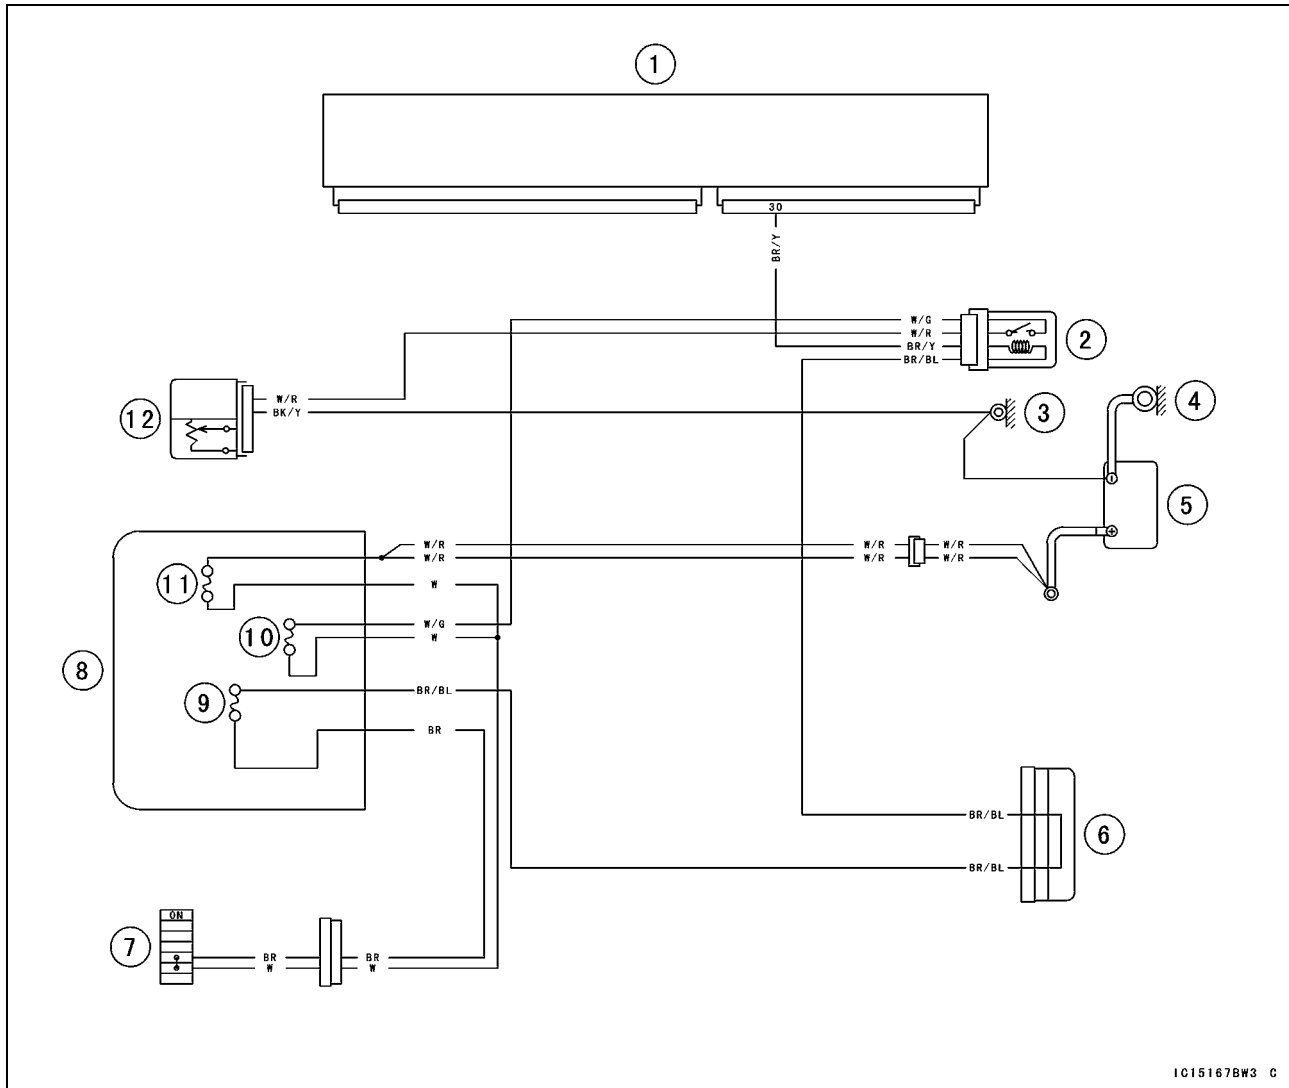 1
30
BR/Y
W/G
W/R
BR/Y
BR/BL
2
W/R
BK/Y
12
3
4
5
W/R W/R W/R
W/R W/R W/R
11
W
W/G
10
W
8
9
BR/BL
BR
BR/BL
6
BR/BL
ON
7
BR BR
W W
IC15167BW3 C